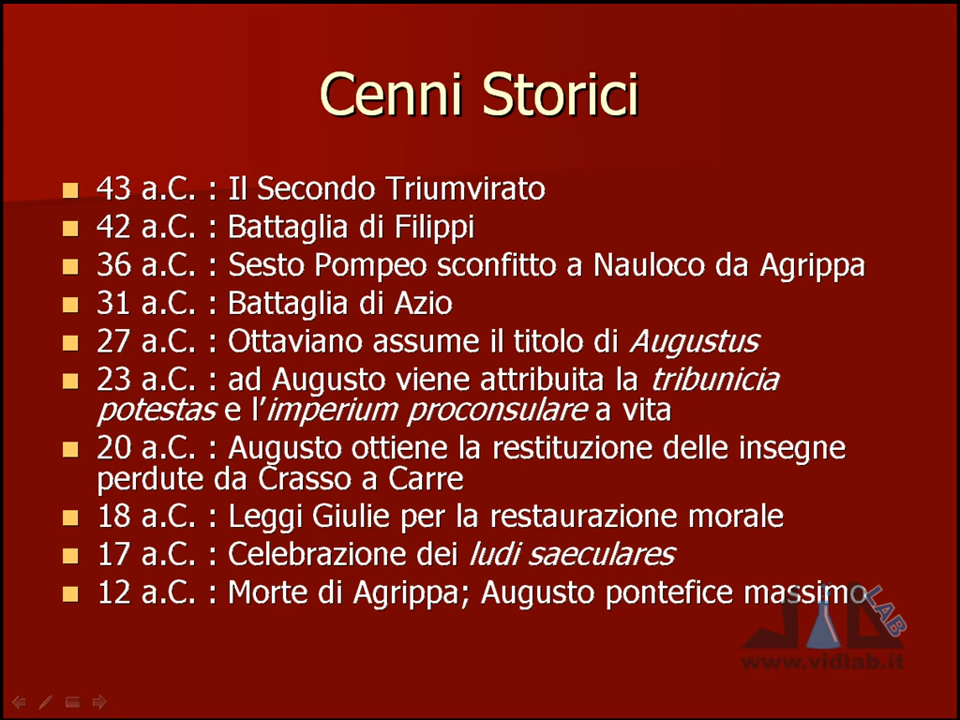 Cenni Storici
43 a.C. : Il Secondo Triumvirato
42 a.C. : Battaglia di Filippi
36 a.C. : Sesto Pompeo sconfitto a Nauloco da Agrippa
31 a.C. : Battaglia di Azio
27 a.C. : Ottaviano assume il titolo di Augustus
23 a.C. : ad Augusto viene attribuita la tribunicia
potestas e l'imperium proconsulare a vita
20 a.C. : Augusto ottiene la restituzione delle insegne
perdute da Crasso a Carre
18 a.C. : Leggi Giulie per la restaurazione morale
17 a.C. : Celebrazione dei ludi saeculares
12 a.C. : Morte di Agrippa; Augusto pontefice massimo
LAB
www.vidlab.it